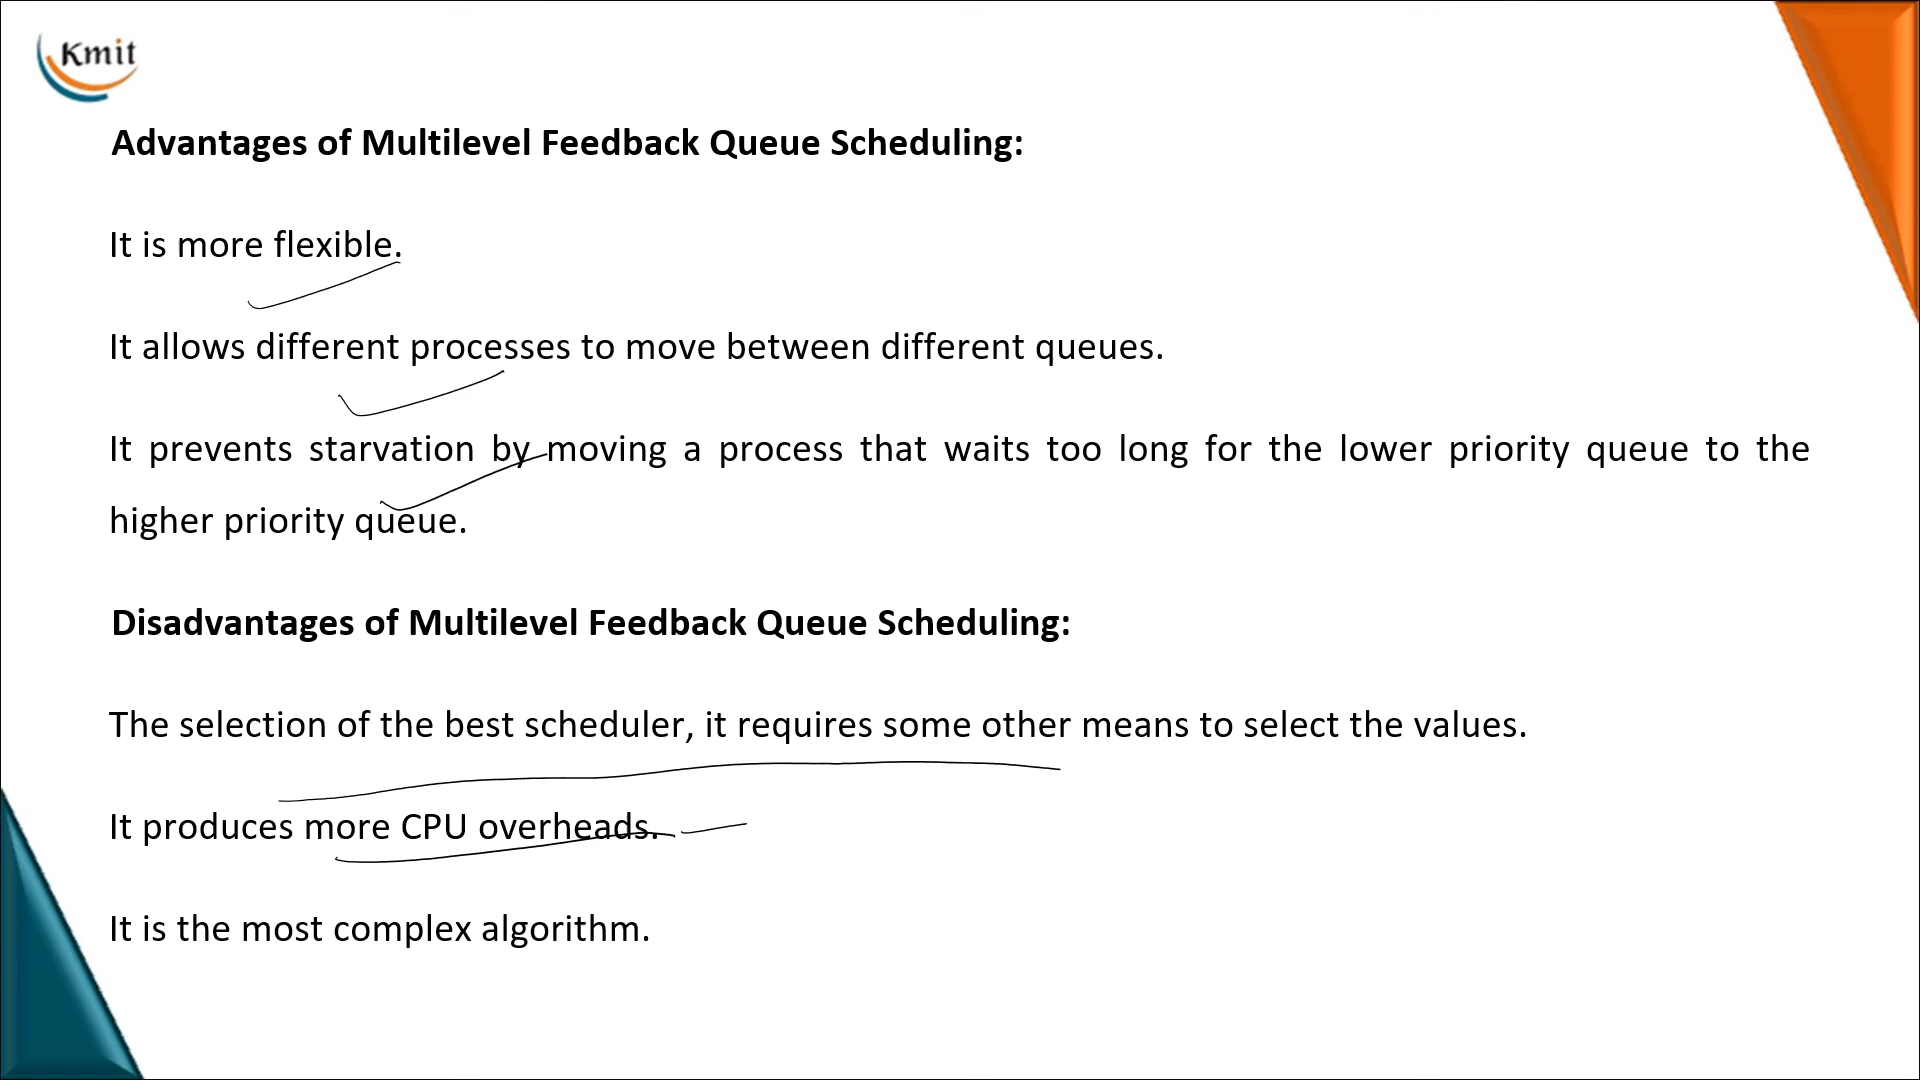 Kmit
Advantages of Multilevel Feedback Queue Scheduling:
It is more flexible.
It allows different processes to move between different queues.
It prevents starvation by moving a process that waits too long for the lower priority queue to the
higher priority queue.
Disadvantages of Multilevel Feedback Queue Scheduling:
The selection of the best scheduler, it requires some other means to select the values.
It produces more CPU overheads.
It is the most complex algorithm.